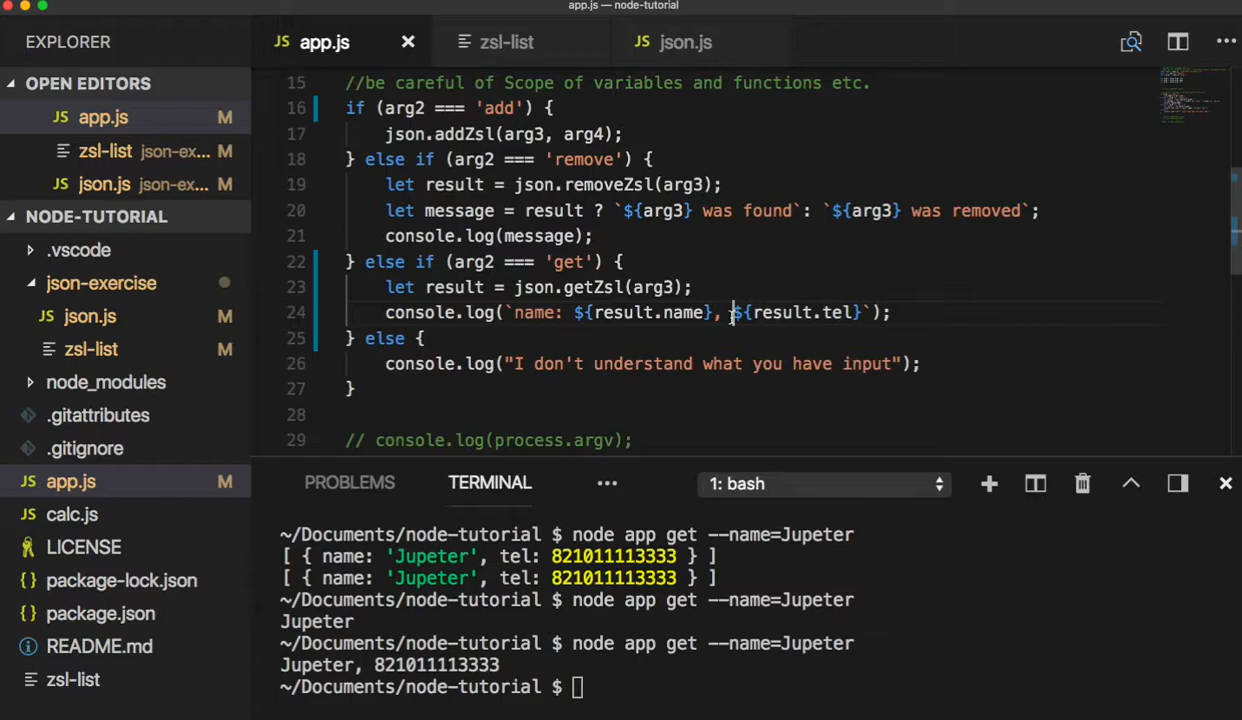 app.js — node-tutorial
EXPLORER
JS app.js ×
zsl-list
JS json.js
OPEN EDITORS
JS app.js M
zsl-list json-ex... M
JS json.js json-ex... M
NODE-TUTORIAL
.vscode
json-exercise
JS json.js
zsl-list
node_modules
.gitattributes
.gitignore
JS app.js M
JS calc.js
LICENSE
{} package-lock.json
{} package.json
README.md
zsl-list
15 //be careful of Scope of variables and functions etc.
16 if (arg2 === 'add') {
17 json.addZsl(arg3, arg4);
18 } else if (arg2 === 'remove') {
19 let result = json.removeZsl(arg3);
20 let message = result ? `${arg3} was found`: `${arg3} was removed`;
21 console.log(message);
22 } else if (arg2 === 'get') {
23 let result = json.getZsl(arg3);
24 console.log(`name: ${result.name}, ${result.tel}`);
25 } else {
26 console.log("I don't understand what you have input");
27 }
28
29 // console.log(process.argv);
PROBLEMS TERMINAL ••• 1: bash
~/Documents/node-tutorial $ node app get --name=Jupeter
[ { name: 'Jupeter', tel: 821011113333 } ]
[ { name: 'Jupeter', tel: 821011113333 } ]
~/Documents/node-tutorial $ node app get --name=Jupeter
Jupeter
~/Documents/node-tutorial $ node app get --name=Jupeter
Jupeter, 821011113333
~/Documents/node-tutorial $